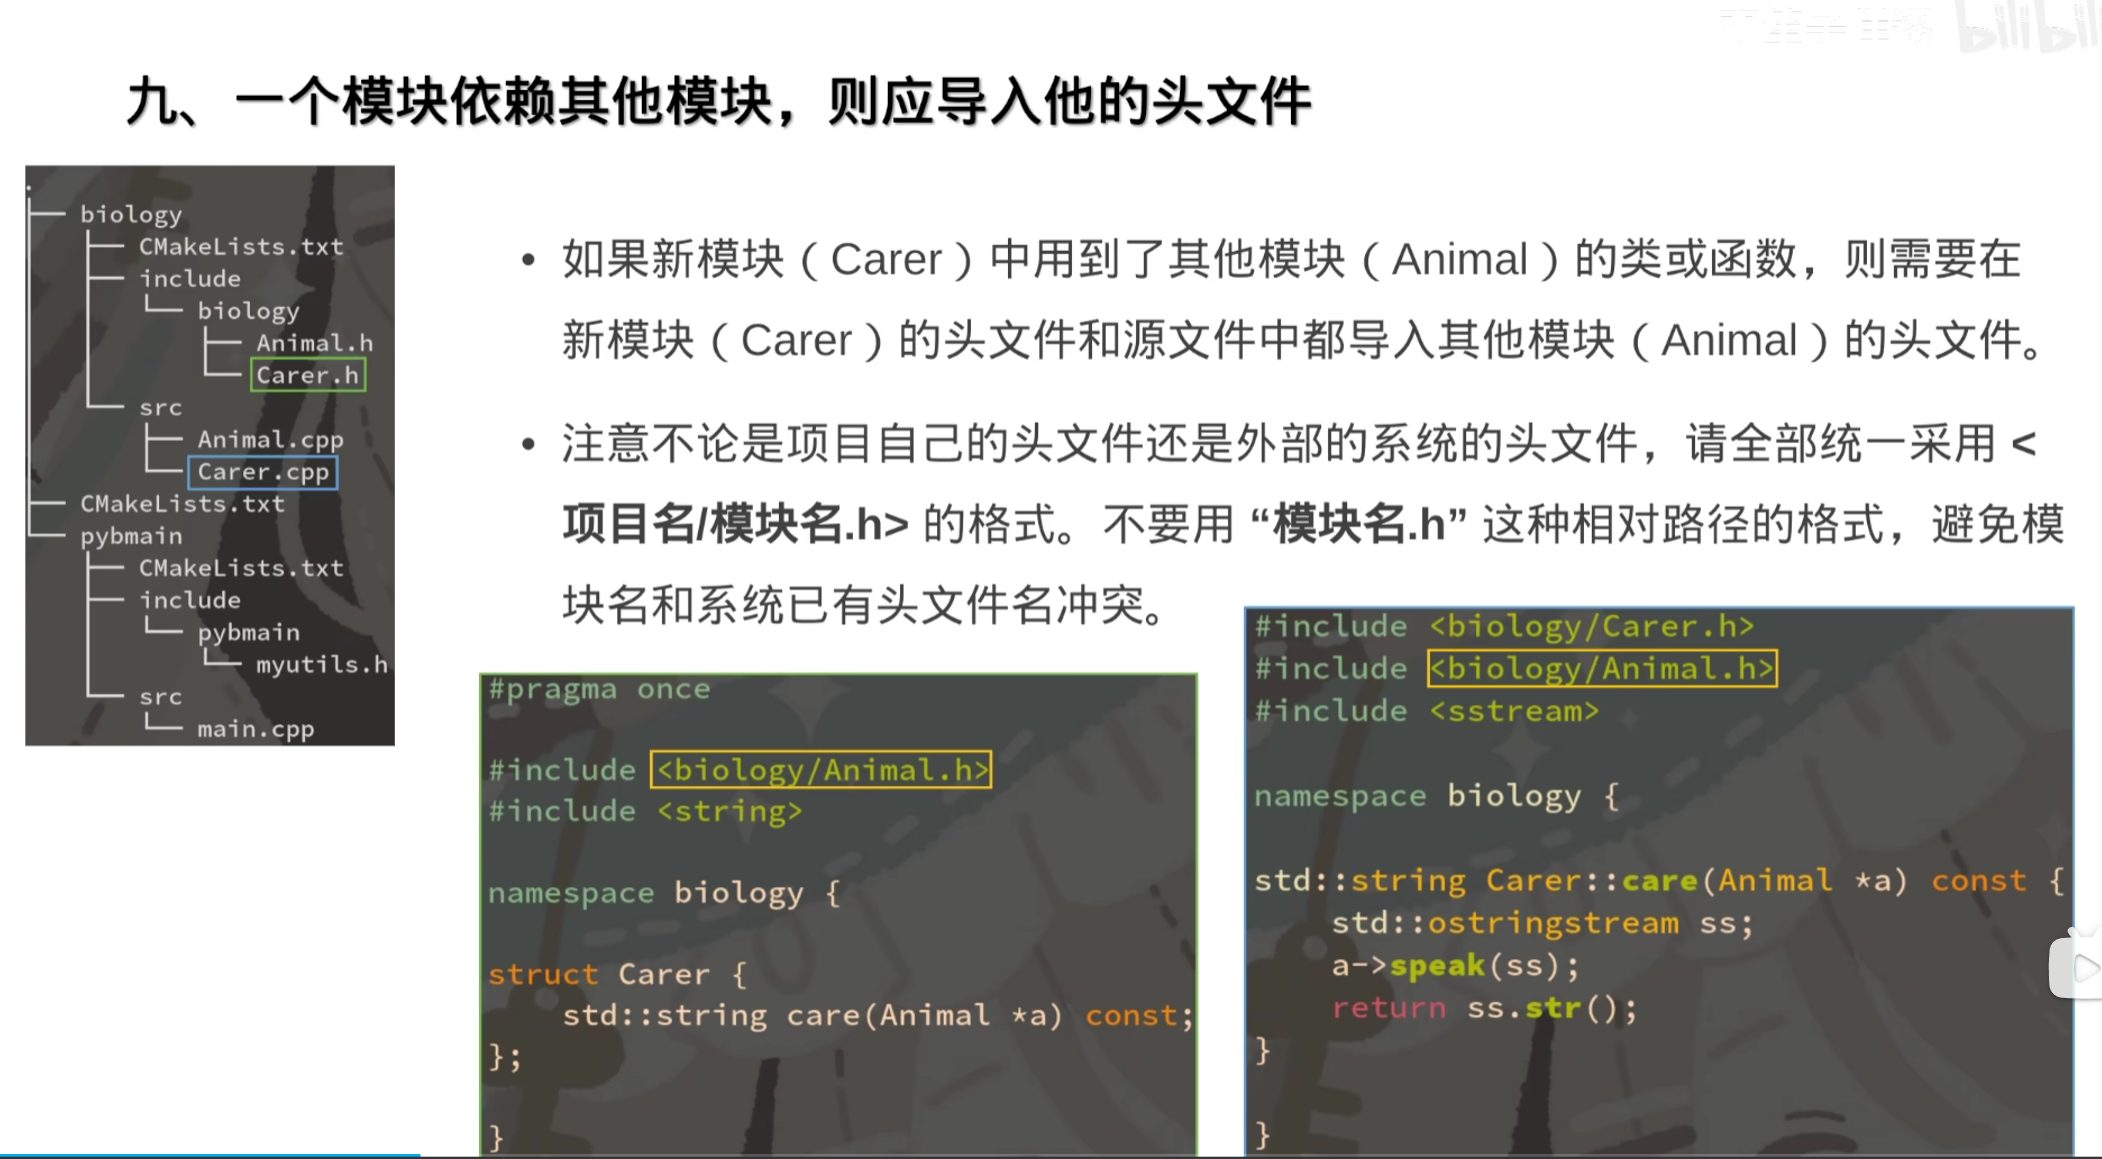 bilibili
九、一个模块依赖其他模块，则应导入他的头文件
.
├── biology
│   ├── CMakeLists.txt
│   ├── include
│   │   └── biology
│   │       ├── Animal.h
│   │       └── Carer.h
│   └── src
│       ├── Animal.cpp
│       └── Carer.cpp
├── CMakeLists.txt
└── pybmain
    ├── CMakeLists.txt
    ├── include
    │   └── pybmain
    │       └── myutils.h
    └── src
        └── main.cpp
• 如果新模块（Carer）中用到了其他模块（Animal）的类或函数，则需要在
新模块（Carer）的头文件和源文件中都导入其他模块（Animal）的头文件。
• 注意不论是项目自己的头文件还是外部的系统的头文件，请全部统一采用 <
项目名/模块名.h> 的格式。不要用 “模块名.h” 这种相对路径的格式，避免模
块名和系统已有头文件名冲突。
#pragma once
#include <biology/Animal.h>
#include <string>
namespace biology {
struct Carer {
    std::string care(Animal *a) const;
};
}
#include <biology/Carer.h>
#include <biology/Animal.h>
#include <sstream>
namespace biology {
std::string Carer::care(Animal *a) const {
    std::ostringstream ss;
    a->speak(ss);
    return ss.str();
}
}